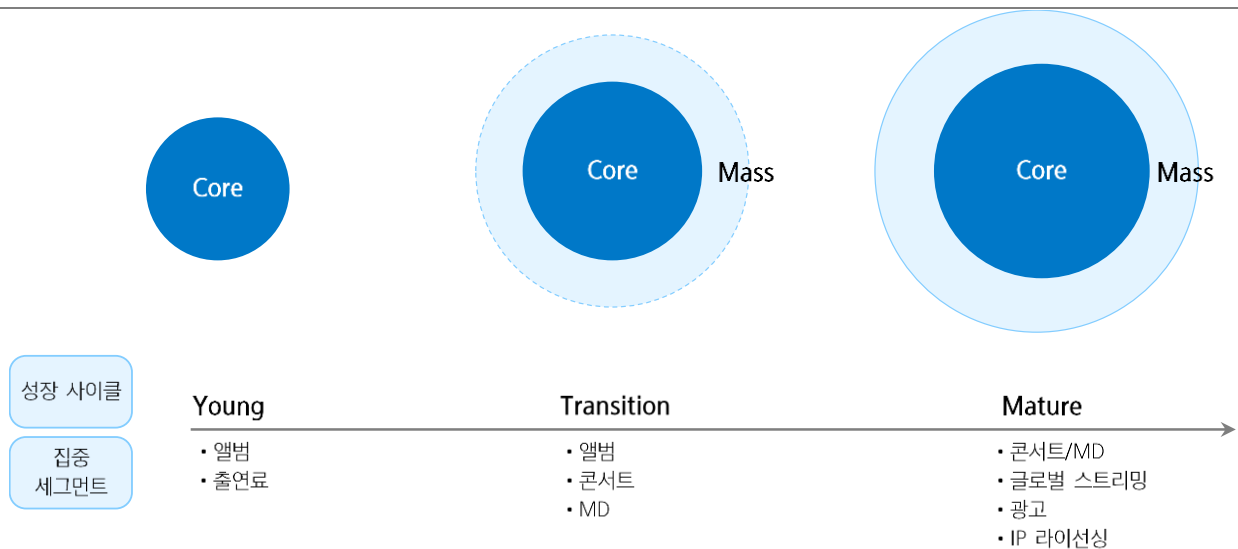 Core
Core
Mass
Core
Mass
성장 사이클
Young
Transition
Mature
집중
세그먼트
• 앨범
• 출연료
• 앨범
• 콘서트
• MD
• 콘서트/MD
• 글로벌 스트리밍
• 광고
• IP 라이선싱